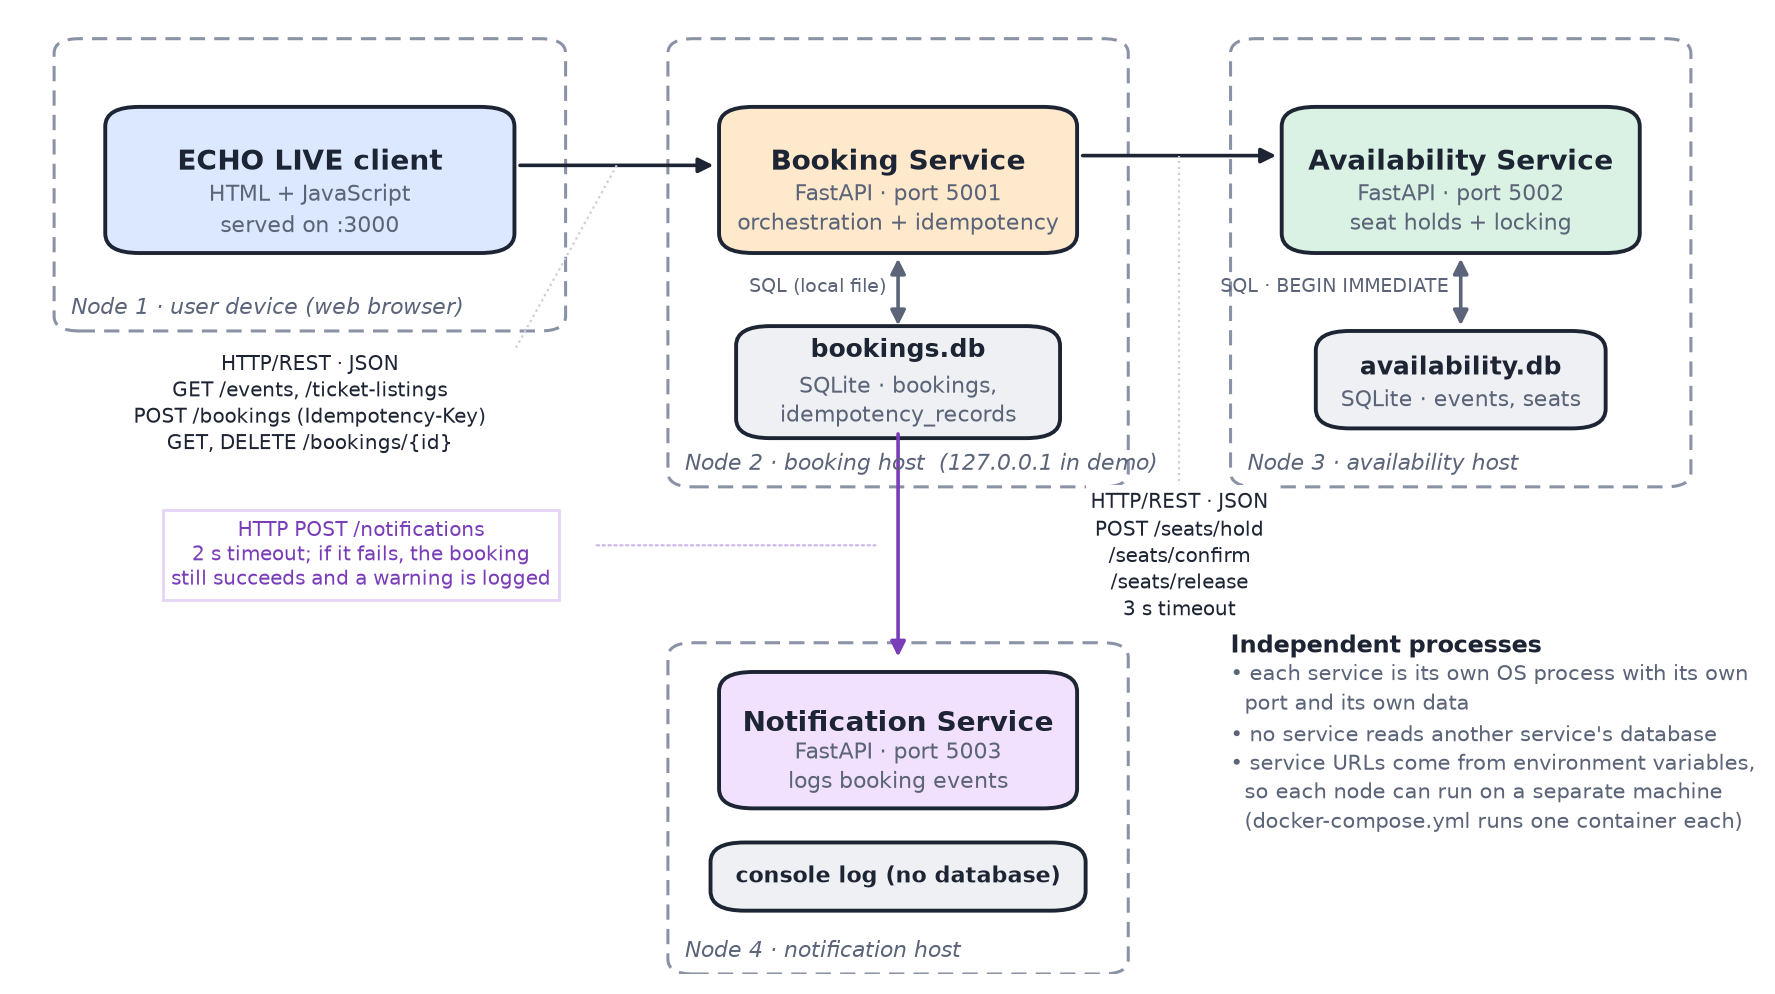 ECHO LIVE client
HTML + JavaScript
served on :3000
Node 1 · user device (web browser)
HTTP/REST · JSON
GET /events, /ticket-listings
POST /bookings (Idempotency-Key)
GET, DELETE /bookings/{id}
Booking Service
FastAPI · port 5001
orchestration + idempotency
SQL (local file)
bookings.db
SQLite · bookings,
idempotency_records
Node 2 · booking host  (127.0.0.1 in demo)
Availability Service
FastAPI · port 5002
seat holds + locking
SQL · BEGIN IMMEDIATE
availability.db
SQLite · events, seats
Node 3 · availability host
HTTP/REST · JSON
POST /seats/hold
/seats/confirm
/seats/release
3 s timeout
HTTP POST /notifications
2 s timeout; if it fails, the booking
still succeeds and a warning is logged
Notification Service
FastAPI · port 5003
logs booking events
console log (no database)
Node 4 · notification host
Independent processes
• each service is its own OS process with its own
port and its own data
• no service reads another service's database
• service URLs come from environment variables,
so each node can run on a separate machine
(docker-compose.yml runs one container each)